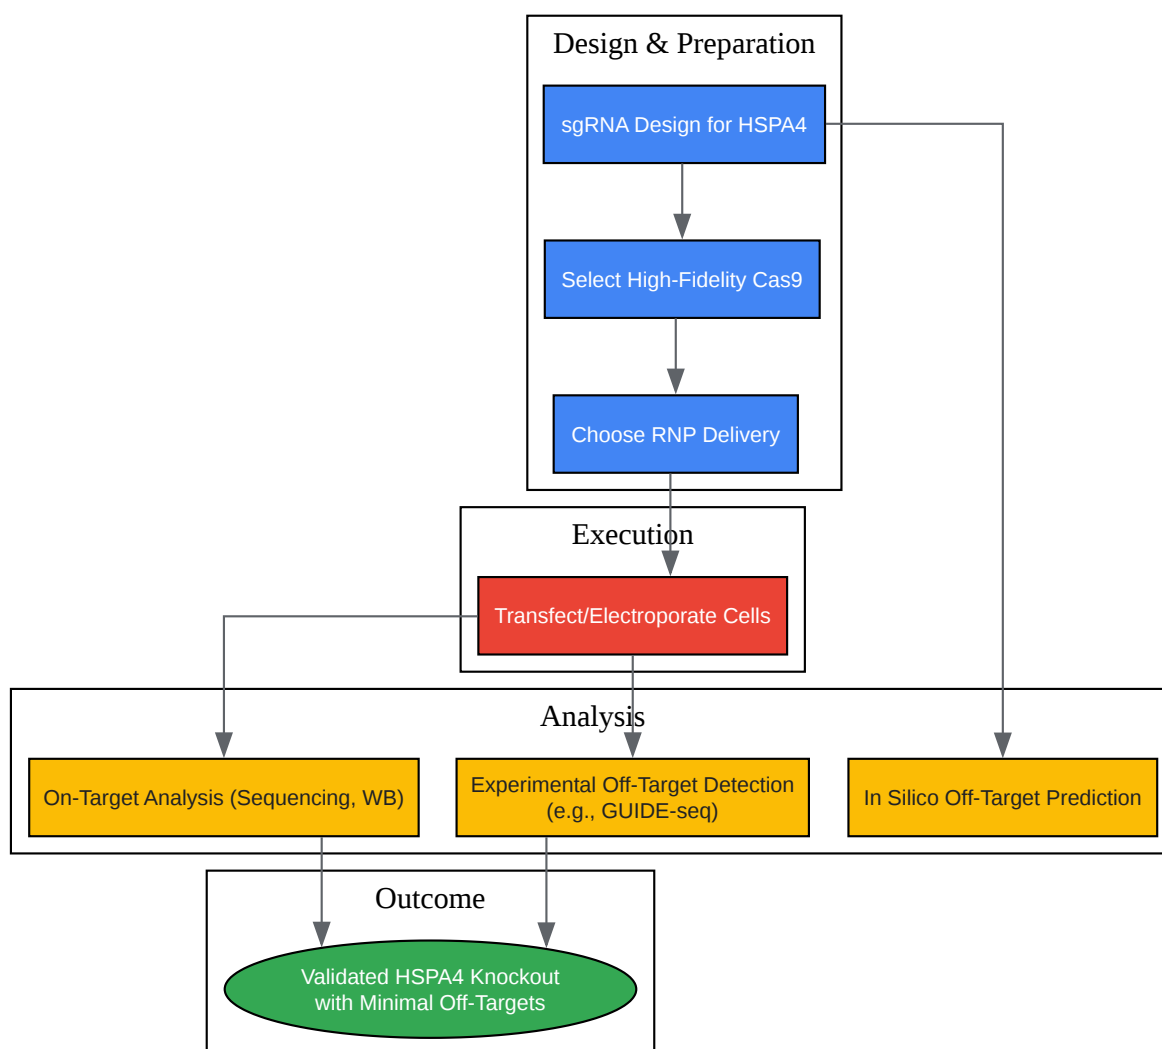 Design & Preparation
sgRNA Design for HSPA4
Select High-Fidelity Cas9
Choose RNP Delivery
Execution
Transfect/Electroporate Cells
Analysis
On-Target Analysis (Sequencing, WB)
Experimental Off-Target Detection
(e.g., GUIDE-seq)
In Silico Off-Target Prediction
Outcome
Validated HSPA4 Knockout
with Minimal Off-Targets